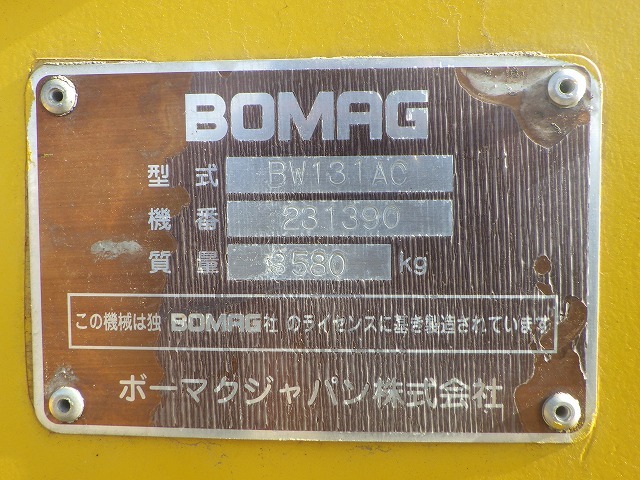 BOMAG
型式 BW131AC
機番 231390
質量 3580 kg
この機械は独 BOMAG社 のライセンスに基き製造されています
ボーマクジャパン株式会社